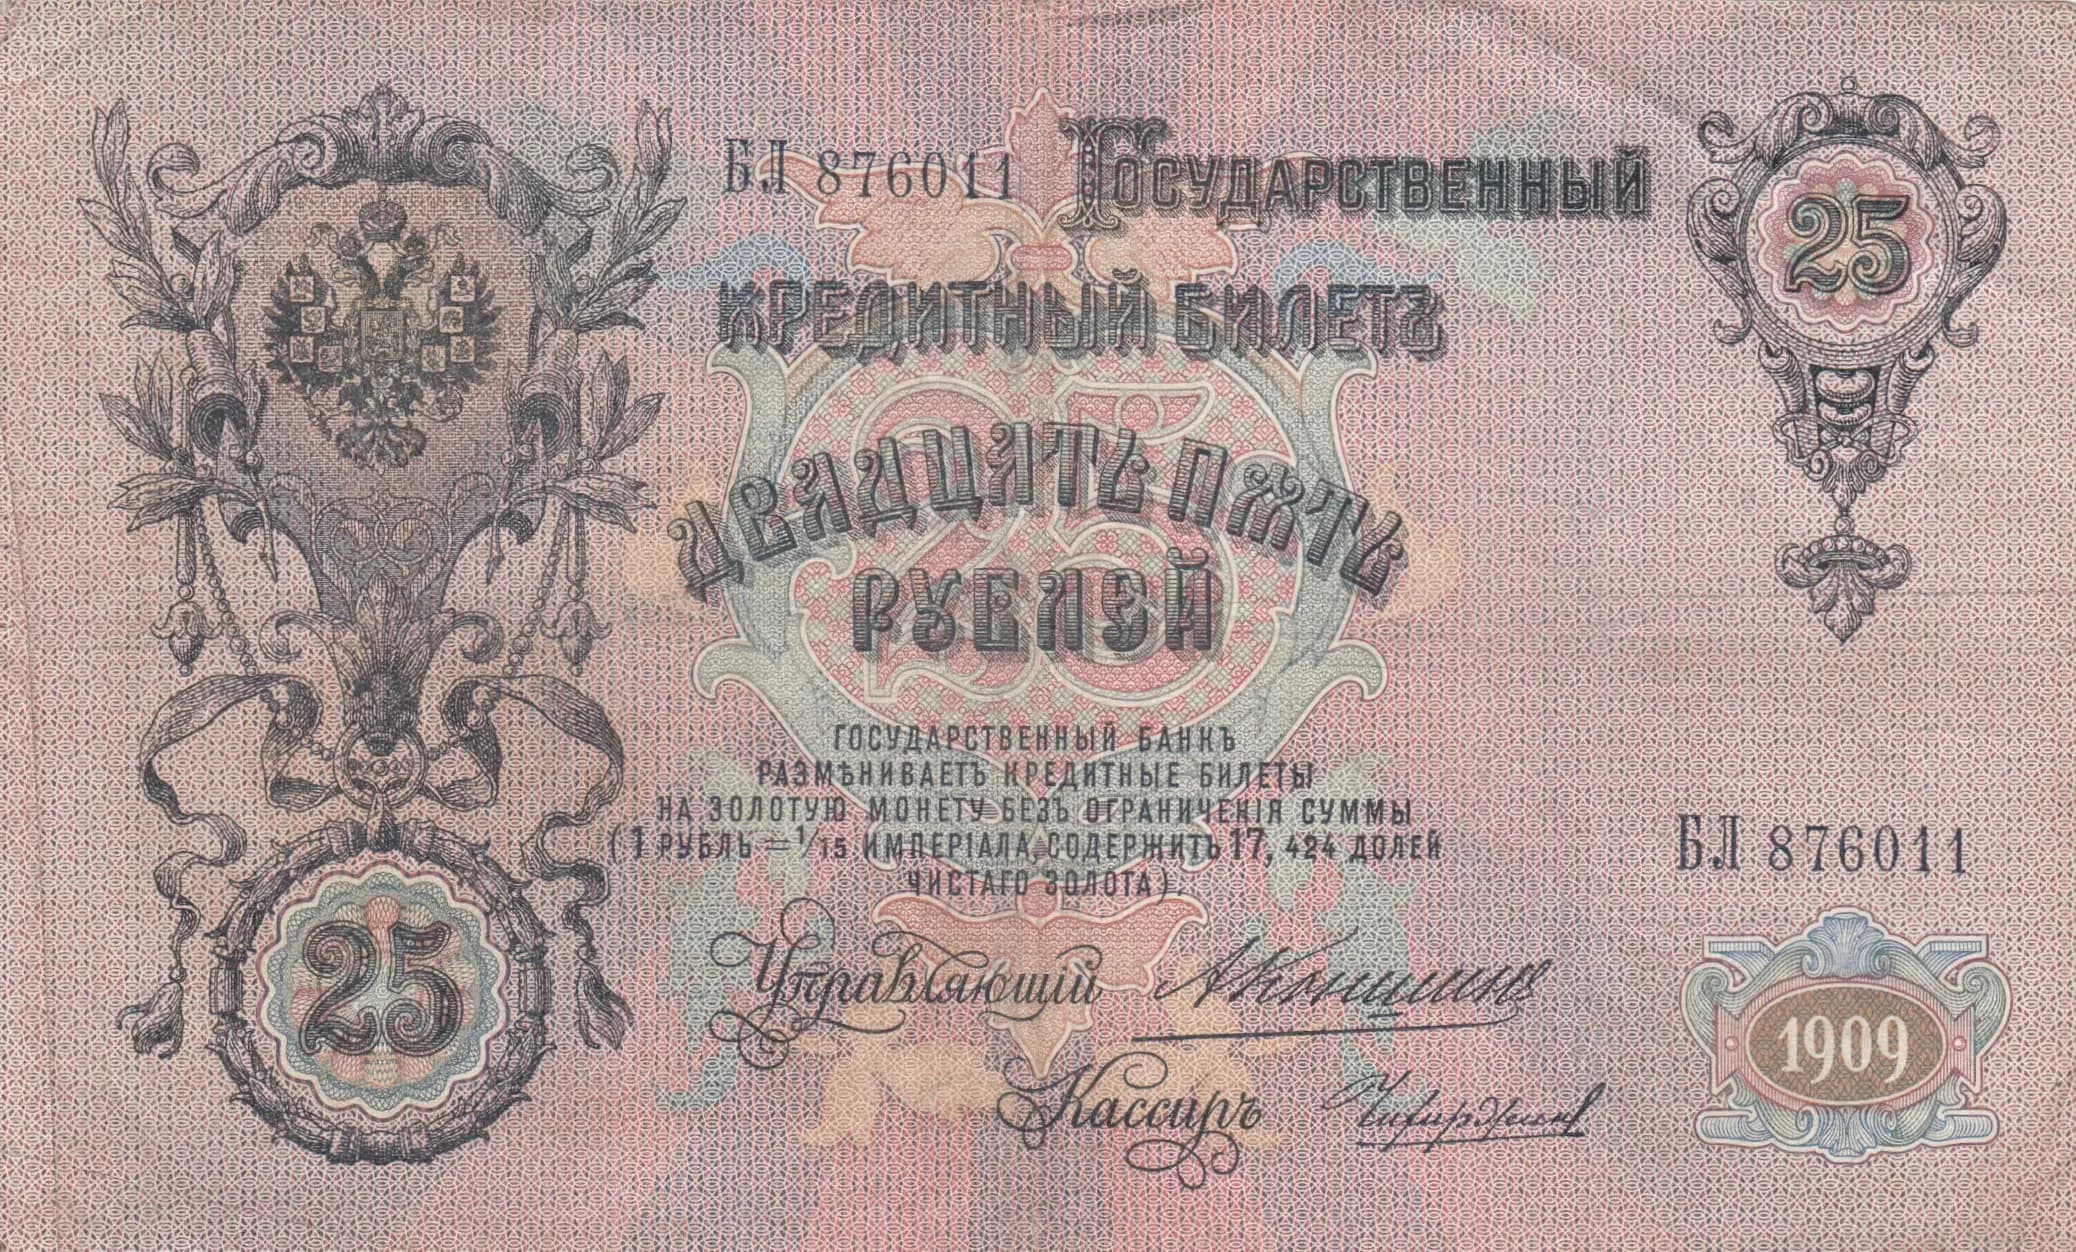 БЛ 876011
ГОСУДАРСТВЕННЫЙ
25
КРЕДИТНЫЙ БИЛЕТЪ
25
ДВАДЦАТЬ ПЯТЬ
РУБЛЕЙ
ГОСУДАРСТВЕННЫЙ БАНКЪ
РАЗМѢНИВАЕТЪ КРЕДИТНЫЕ БИЛЕТЫ
НА ЗОЛОТУЮ МОНЕТУ БЕЗЪ ОГРАНИЧЕНІЯ СУММЫ
(1 РУБЛЬ = 1/15 ИМПЕРІАЛА, СОДЕРЖИТЪ 17, 424 ДОЛЕЙ
ЧИСТАГО ЗОЛОТА).
БЛ 876011
25
Управляющій
Кассиръ
1909